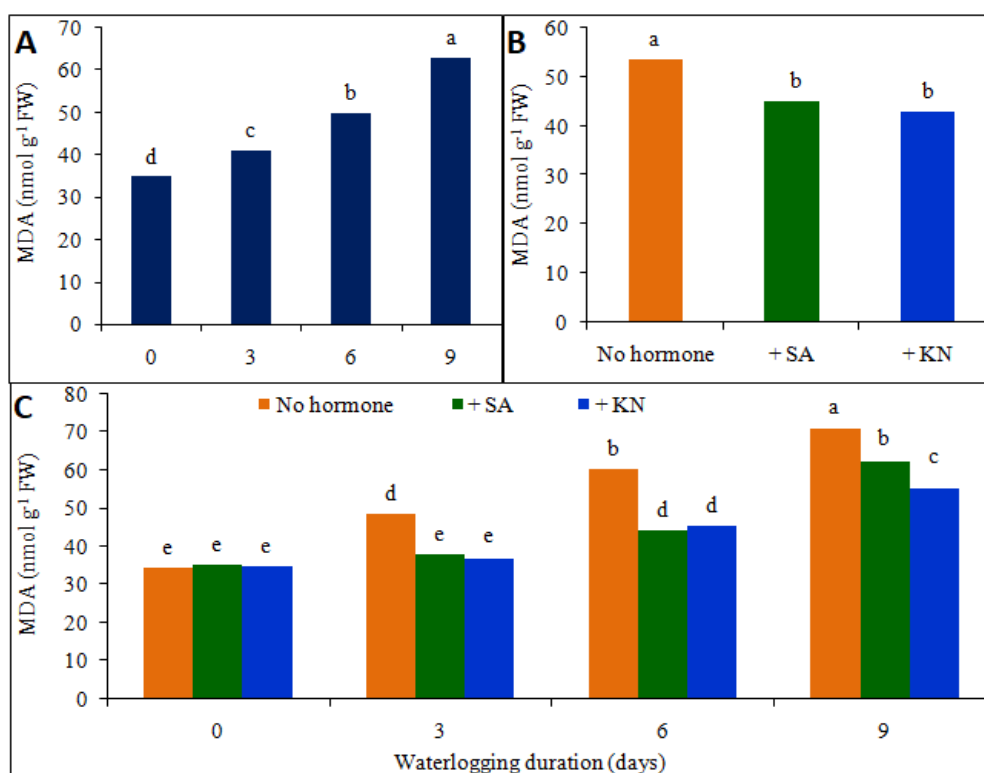 A
MDA (nmol g⁻¹ FW)
70
60
50
40
30
20
10
0
d
c
b
a
0 3 6 9
B
MDA (nmol g⁻¹ FW)
60
50
40
30
20
10
0
a
b
b
No hormone + SA + KN
C
MDA (nmol g⁻¹ FW)
No hormone + SA + KN
80
70
60
50
40
30
20
10
0
e e e
d e e
b d d
a b c
0 3 6 9
Waterlogging duration (days)